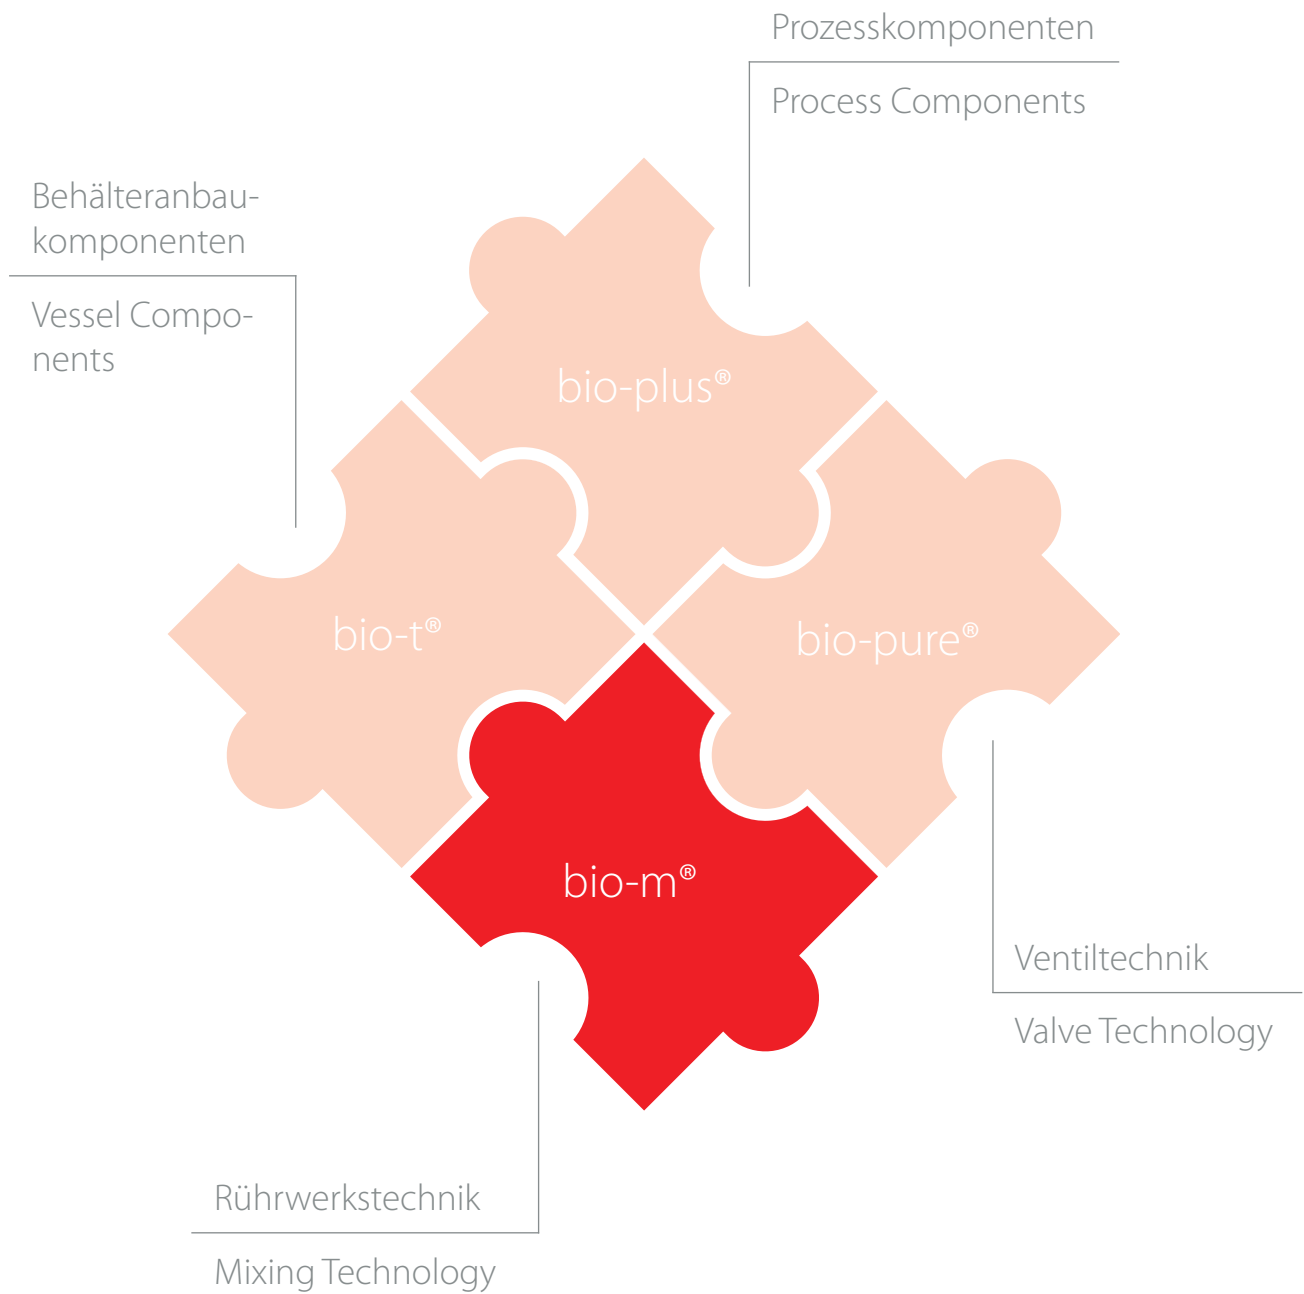 Prozesskomponenten
Process Components
Behälteranbau-
komponenten
Vessel Compo-
nents
bio-plus®
bio-t®
bio-pure®
bio-m®
Ventiltechnik
Valve Technology
Rührwerkstechnik
Mixing Technology